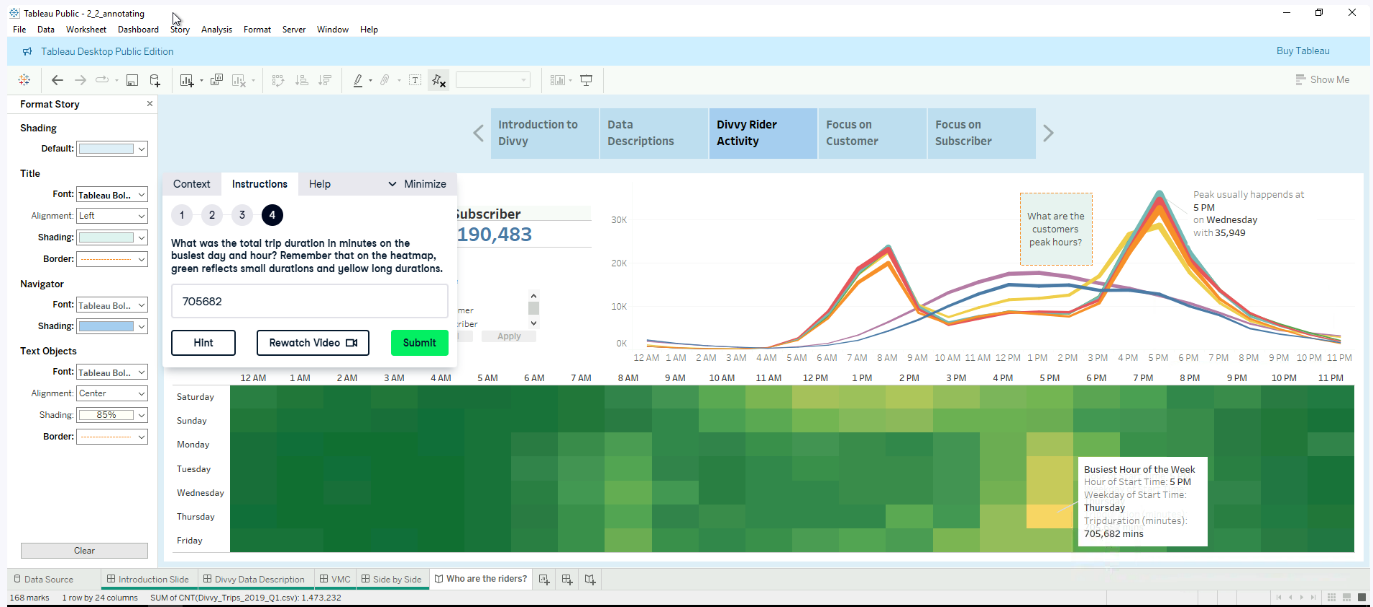 Tableau Public - 2_2_annotating
File Data Worksheet Dashboard Story Analysis Format Server Window Help
Tableau Desktop Public Edition
Buy Tableau
Show Me
Format Story
Shading
Default:
Title
Font: Tableau Bol..
Alignment: Left
Shading:
Border:
Navigator
Font: Tableau Bol..
Shading:
Text Objects
Font: Tableau Bol..
Alignment: Center
Shading: 85%
Border:
Clear
Introduction to
Divvy
Data
Descriptions
Divvy Rider
Activity
Focus on
Customer
Focus on
Subscriber
Context Instructions Help Minimize
1 2 3 4
What was the total trip duration in minutes on the
busiest day and hour? Remember that on the heatmap,
green reflects small durations and yellow long durations.
705682
Hint Rewatch Video Submit
Subscriber
190,483
mer
criber
Apply
30K
20K
10K
0K
What are the
customers
peak hours?
Peak usually happends at
5 PM
on Wednesday
with 35,949
12 AM 1 AM 2 AM 3 AM 4 AM 5 AM 6 AM 7 AM 8 AM 9 AM 10 AM 11 AM 12 PM 1 PM 2 PM 3 PM 4 PM 5 PM 6 PM 7 PM 8 PM 9 PM 10 PM 11 PM
12 AM 1 AM 2 AM 3 AM 4 AM 5 AM 6 AM 7 AM 8 AM 9 AM 10 AM 11 AM 12 PM 1 PM 2 PM 3 PM 4 PM 5 PM 6 PM 7 PM 8 PM 9 PM 10 PM 11 PM
Saturday
Sunday
Monday
Tuesday
Wednesday
Thursday
Friday
Busiest Hour of the Week
Hour of Start Time: 5 PM
Weekday of Start Time:
Thursday
Tripduration (minutes):
705,682 mins
Data Source Introduction Slide Divvy Data Description VMC Side by Side Who are the riders?
168 marks 1 row by 24 columns SUM of CNT(Divvy_Trips_2019_Q1.csv): 1,473,232